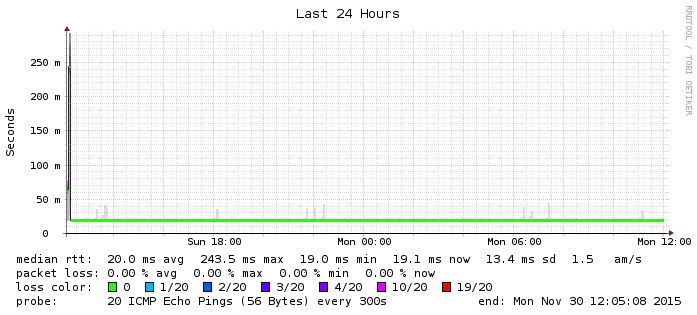 Last 24 Hours
RRDTOOL / TOBI OETIKER
Seconds
250 m
200 m
150 m
100 m
50 m
0
Sun 18:00 Mon 00:00 Mon 06:00 Mon 12:00
median rtt: 20.0 ms avg 243.5 ms max 19.0 ms min 19.1 ms now 13.4 ms sd 1.5 am/s
packet loss: 0.00 % avg 0.00 % max 0.00 % min 0.00 % now
loss color: 0 1/20 2/20 3/20 4/20 10/20 19/20
probe: 20 ICMP Echo Pings (56 Bytes) every 300s end: Mon Nov 30 12:05:08 2015